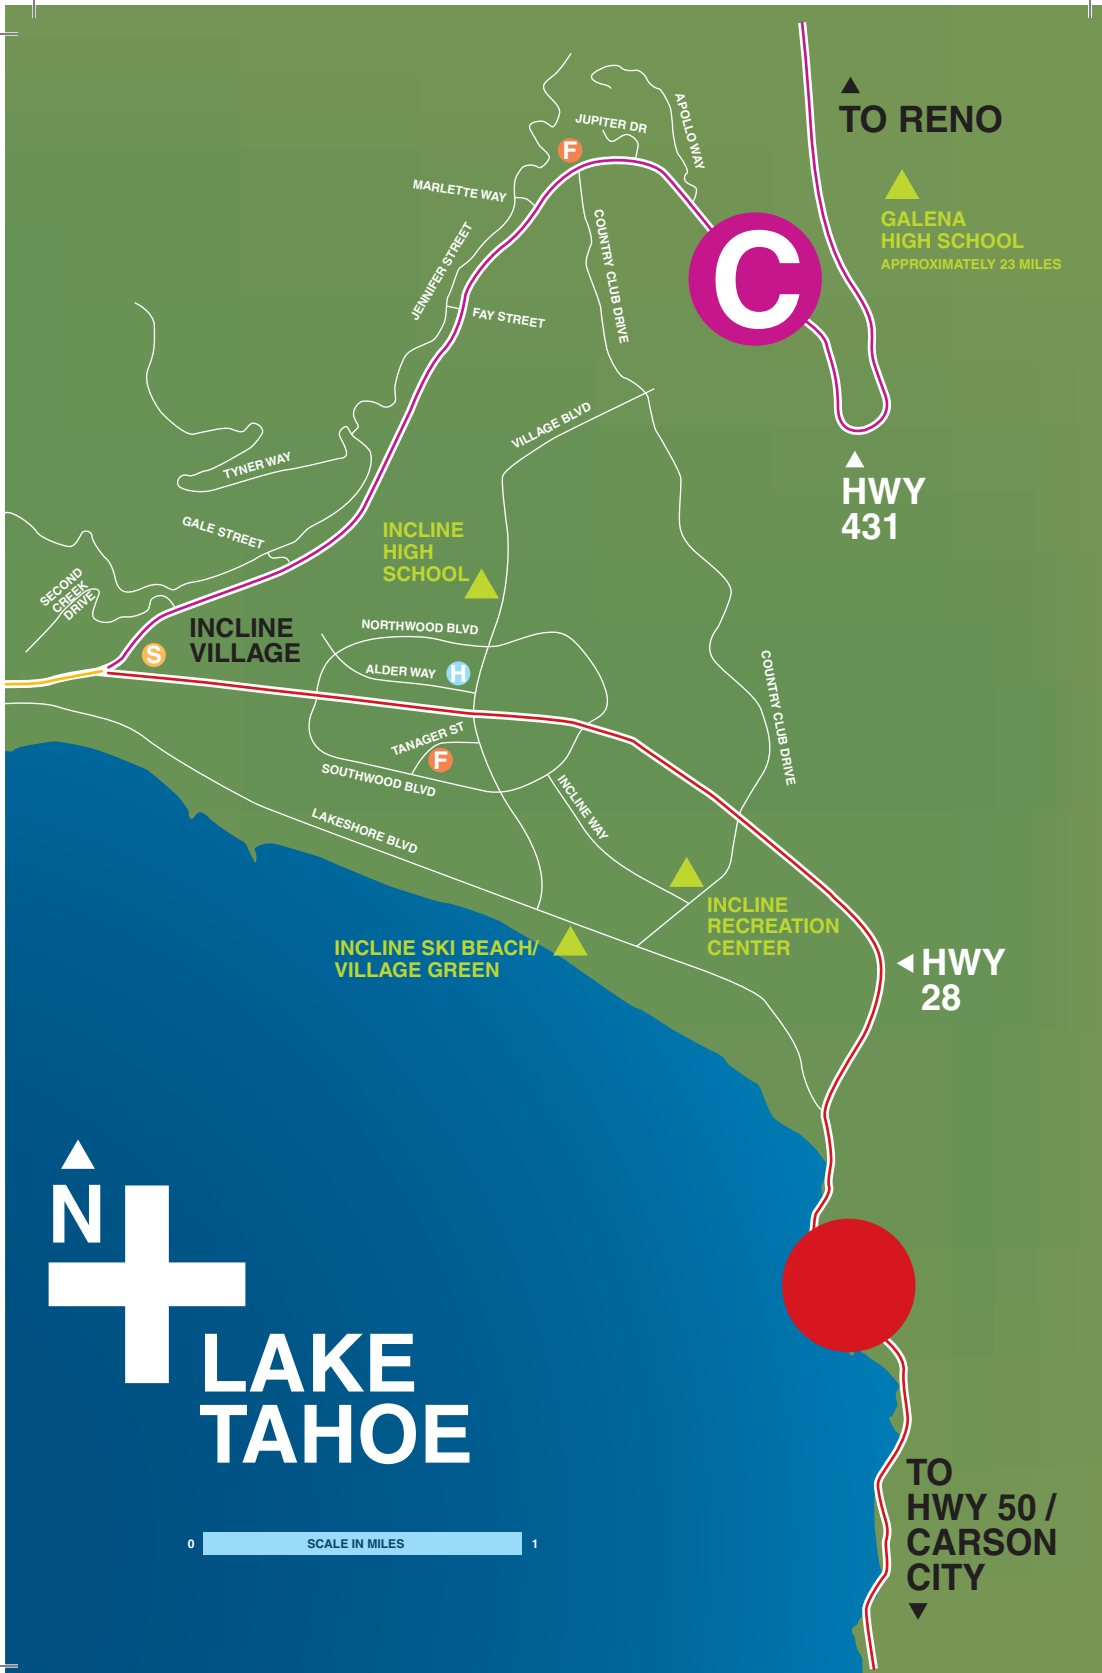 TO RENO
GALENA
HIGH SCHOOL
APPROXIMATELY 23 MILES
JUPITER DR
APOLLO WAY
F
MARLETTE WAY
JENNIFER STREET
COUNTRY CLUB DRIVE
C
FAY STREET
VILLAGE BLVD
TYNER WAY
HWY
431
GALE STREET
INCLINE
HIGH
SCHOOL
SECOND
CREEK
DRIVE
INCLINE
VILLAGE
S
NORTHWOOD BLVD
ALDER WAY
H
COUNTRY CLUB DRIVE
TANAGER ST
F
SOUTHWOOD BLVD
INCLINE WAY
LAKESHORE BLVD
INCLINE
RECREATION
CENTER
INCLINE SKI BEACH/
VILLAGE GREEN
HWY
28
N
LAKE
TAHOE
TO
HWY 50 /
CARSON
CITY
0 SCALE IN MILES 1